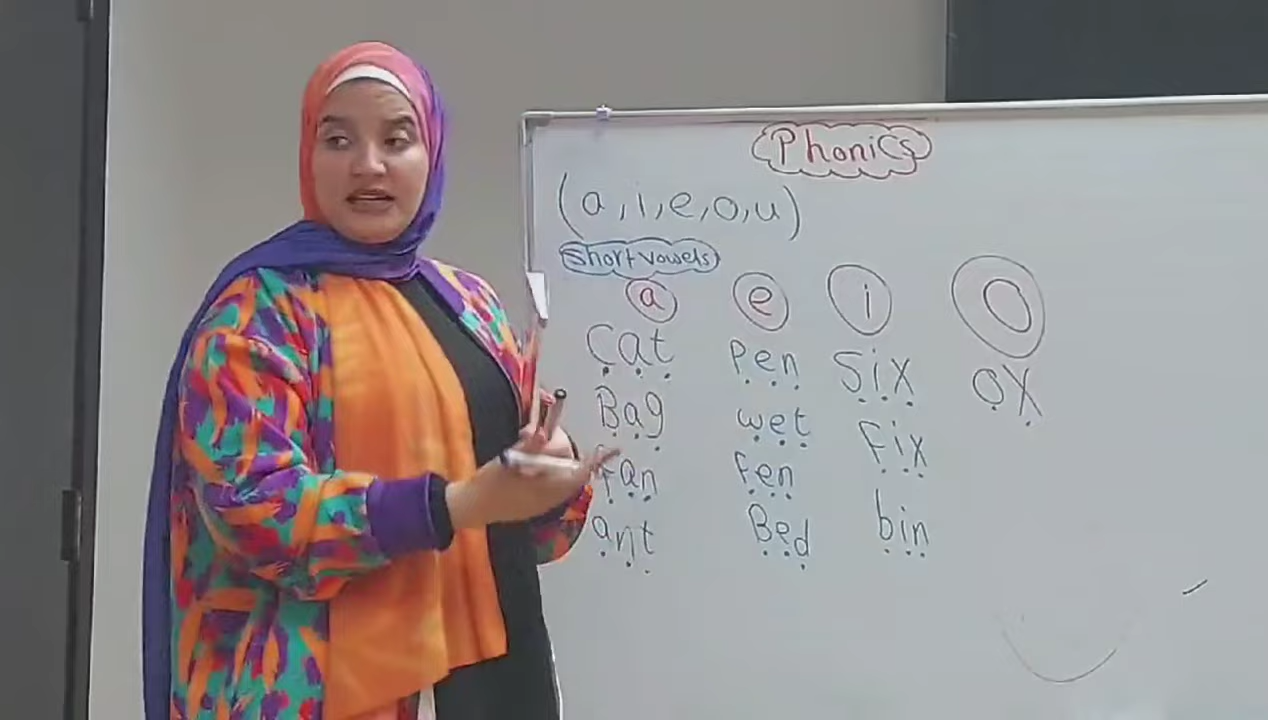 Phonics
(a, i, e, o, u)
Short vowels
a e i o
Cat Pen Six ox
Bag wet Fix
Fan Fen bin
ant Bed